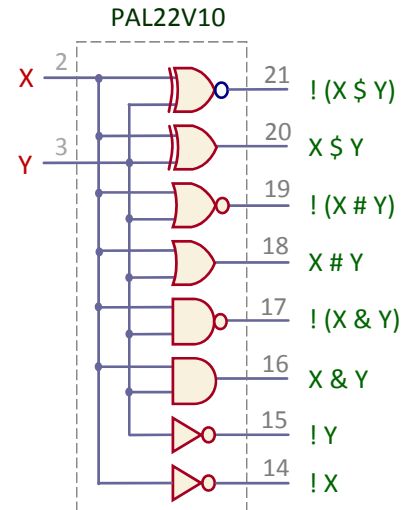 PAL22V10
X 2
21 ! (X $ Y)
20 X $ Y
Y 3
19 ! (X # Y)
18 X # Y
17 ! (X & Y)
16 X & Y
15 ! Y
14 ! X